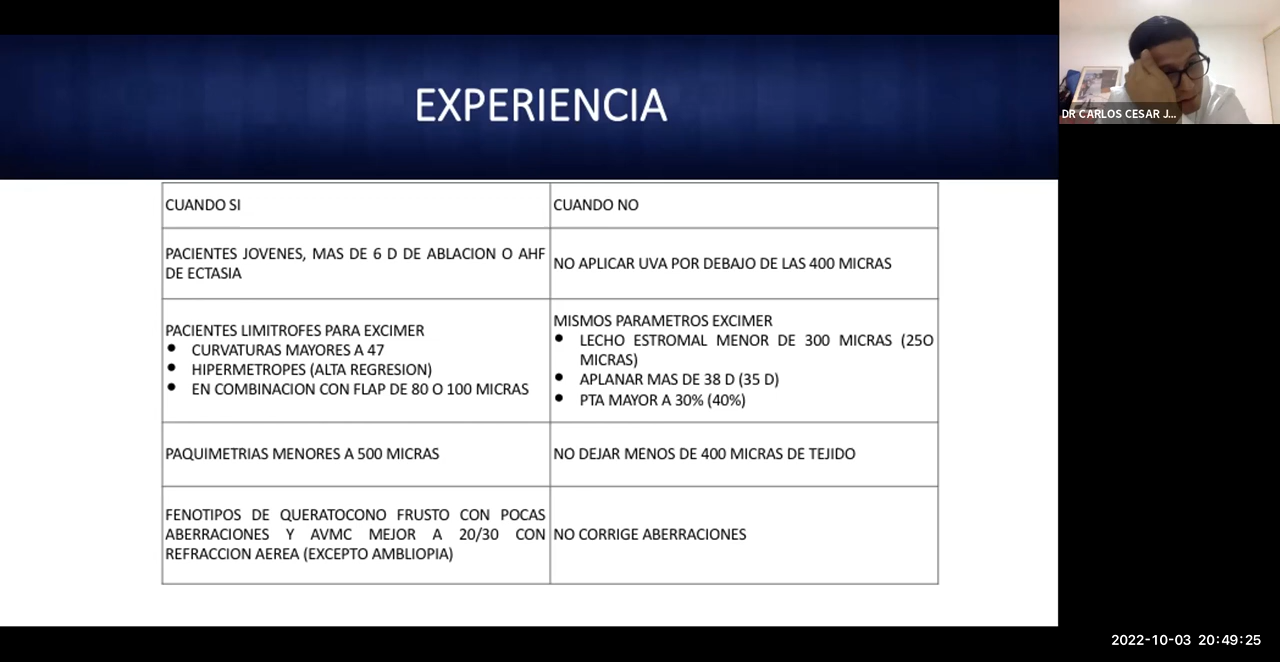 EXPERIENCIA
CUANDO SI
CUANDO NO
PACIENTES JOVENES, MAS DE 6 D DE ABLACION O AHF
DE ECTASIA
NO APLICAR UVA POR DEBAJO DE LAS 400 MICRAS
PACIENTES LIMITROFES PARA EXCIMER
• CURVATURAS MAYORES A 47
• HIPERMETROPES (ALTA REGRESION)
• EN COMBINACION CON FLAP DE 80 O 100 MICRAS
MISMOS PARAMETROS EXCIMER
• LECHO ESTROMAL MENOR DE 300 MICRAS (25O
MICRAS)
• APLANAR MAS DE 38 D (35 D)
• PTA MAYOR A 30% (40%)
PAQUIMETRIAS MENORES A 500 MICRAS
NO DEJAR MENOS DE 400 MICRAS DE TEJIDO
FENOTIPOS DE QUERATOCONO FRUSTO CON POCAS
ABERRACIONES Y AVMC MEJOR A 20/30 CON
REFRACCION AEREA (EXCEPTO AMBLIOPIA)
NO CORRIGE ABERRACIONES
DR CARLOS CESAR J...
2022-10-03 20:49:25